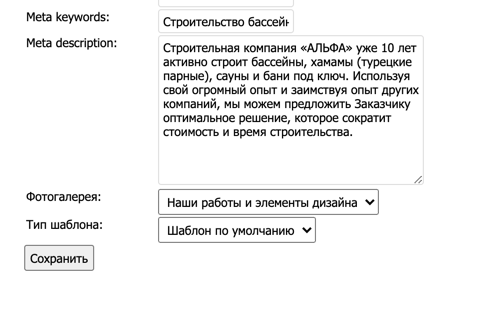 Meta keywords:
Строительство бассейн
Meta description:
Строительная компания «АЛЬФА» уже 10 лет
активно строит бассейны, хамамы (турецкие
парные), сауны и бани под ключ. Используя
свой огромный опыт и заимствуя опыт других
компаний, мы можем предложить Заказчику
оптимальное решение, которое сократит
стоимость и время строительства.
Фотогалерея:
Наши работы и элементы дизайна
Тип шаблона:
Шаблон по умолчанию
Сохранить